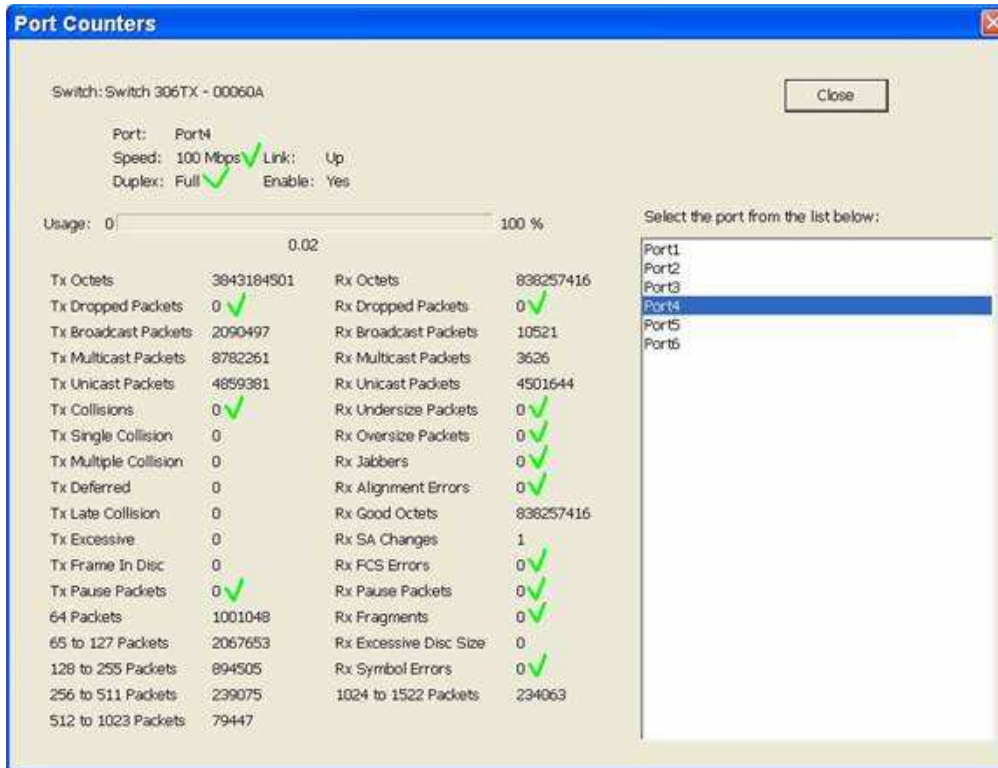 Port Counters
Switch: Switch 306TX - 00060A
Close
Port: Port4
Speed: 100 Mbps Link: Up
Duplex: Full Enable: Yes
Usage: 0 100 %
0.02
Tx Octets 3843184501 Rx Octets 838257416
Tx Dropped Packets 0 Rx Dropped Packets 0
Tx Broadcast Packets 2090497 Rx Broadcast Packets 10521
Tx Multicast Packets 8782261 Rx Multicast Packets 3626
Tx Unicast Packets 4859381 Rx Unicast Packets 4501644
Tx Collisions 0 Rx Undersize Packets 0
Tx Single Collision 0 Rx Oversize Packets 0
Tx Multiple Collision 0 Rx Jabbers 0
Tx Deferred 0 Rx Alignment Errors 0
Tx Late Collision 0 Rx Good Octets 838257416
Tx Excessive 0 Rx SA Changes 1
Tx Frame In Disc 0 Rx FCS Errors 0
Tx Pause Packets 0 Rx Pause Packets 0
64 Packets 1001048 Rx Fragments 0
65 to 127 Packets 2067653 Rx Excessive Disc Size 0
128 to 255 Packets 894505 Rx Symbol Errors 0
256 to 511 Packets 239075 1024 to 1522 Packets 234063
512 to 1023 Packets 79447
Select the port from the list below:
Port1
Port2
Port3
Port4
Port5
Port6